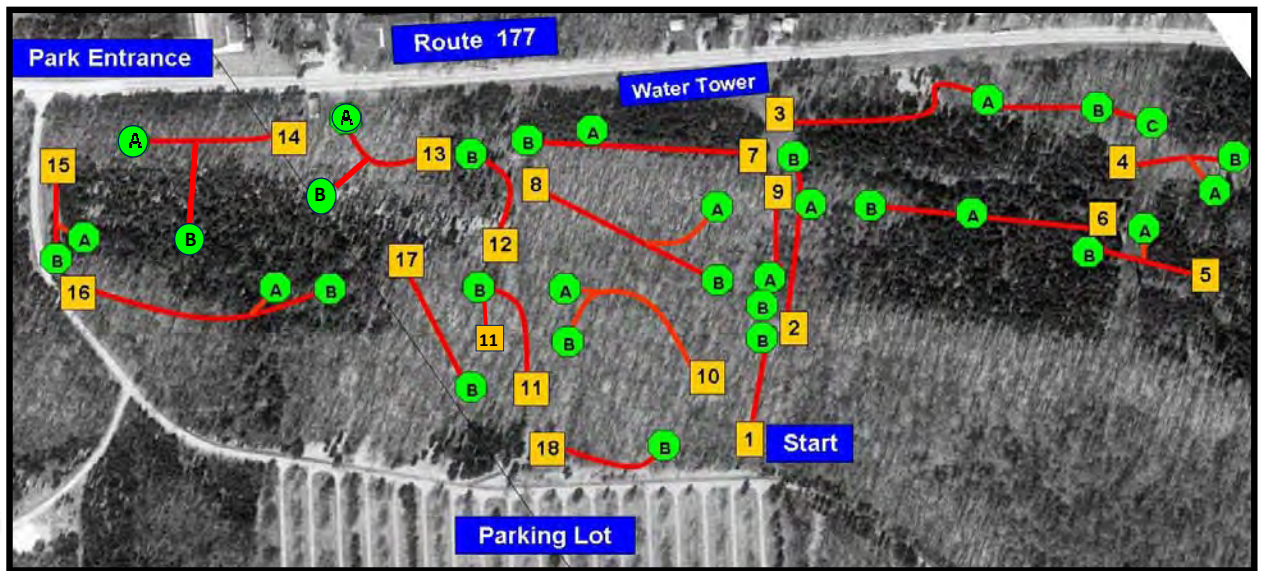 Route 177
Park Entrance
Water Tower
3
A
B
C
A
14
A
13
B
B
A
7
B
4
B
15
B
8
9
A
A
B
A
6
A
B
A
12
A
B
17
B
5
B
16
A
B
B
A
B
A
B
2
11
B
B
10
11
B
18
B
1
Start
Parking Lot